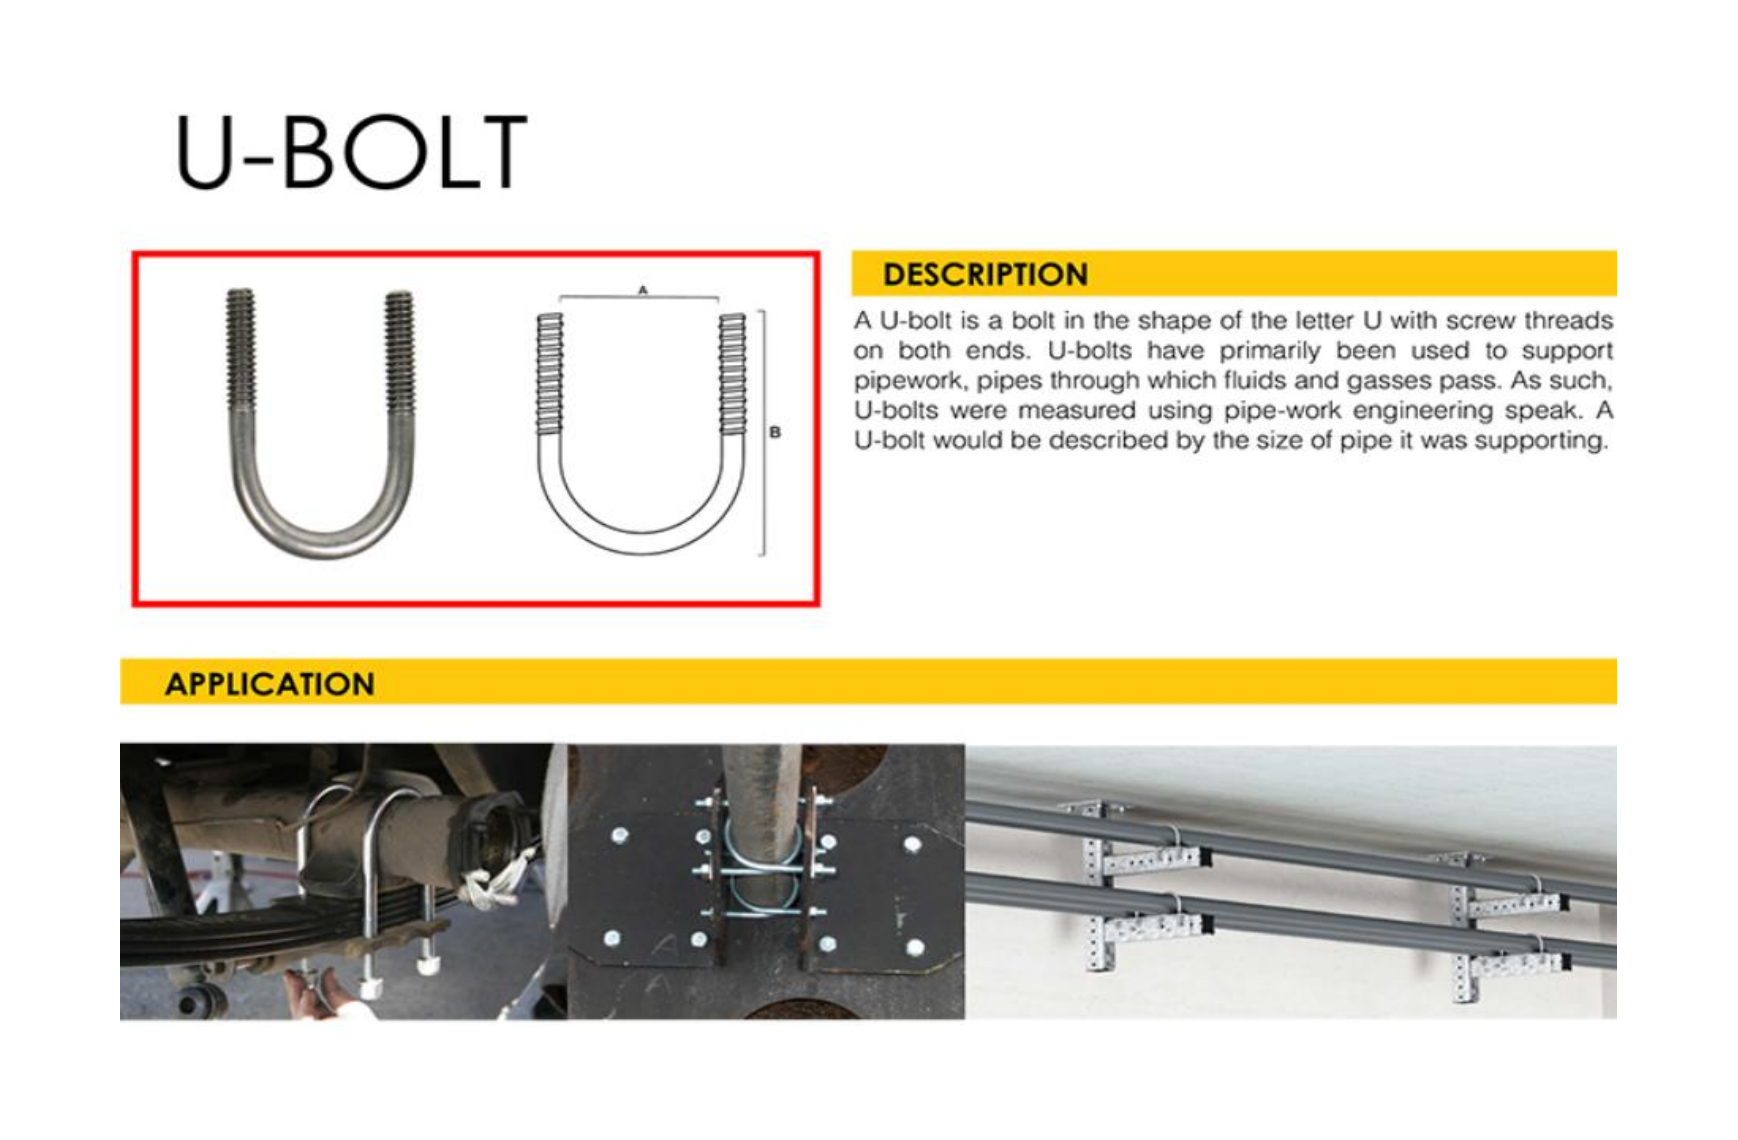 U-BOLT
A
B
DESCRIPTION
A U-bolt is a bolt in the shape of the letter U with screw threads
on both ends. U-bolts have primarily been used to support
pipework, pipes through which fluids and gasses pass. As such,
U-bolts were measured using pipe-work engineering speak. A
U-bolt would be described by the size of pipe it was supporting.
APPLICATION